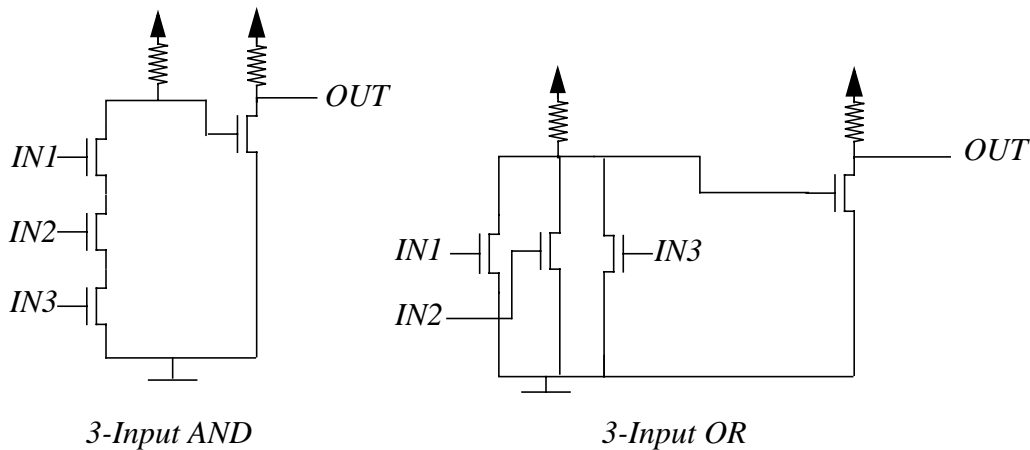 OUT
IN1
IN2
IN3
3-Input AND
OUT
IN1
IN3
IN2
3-Input OR